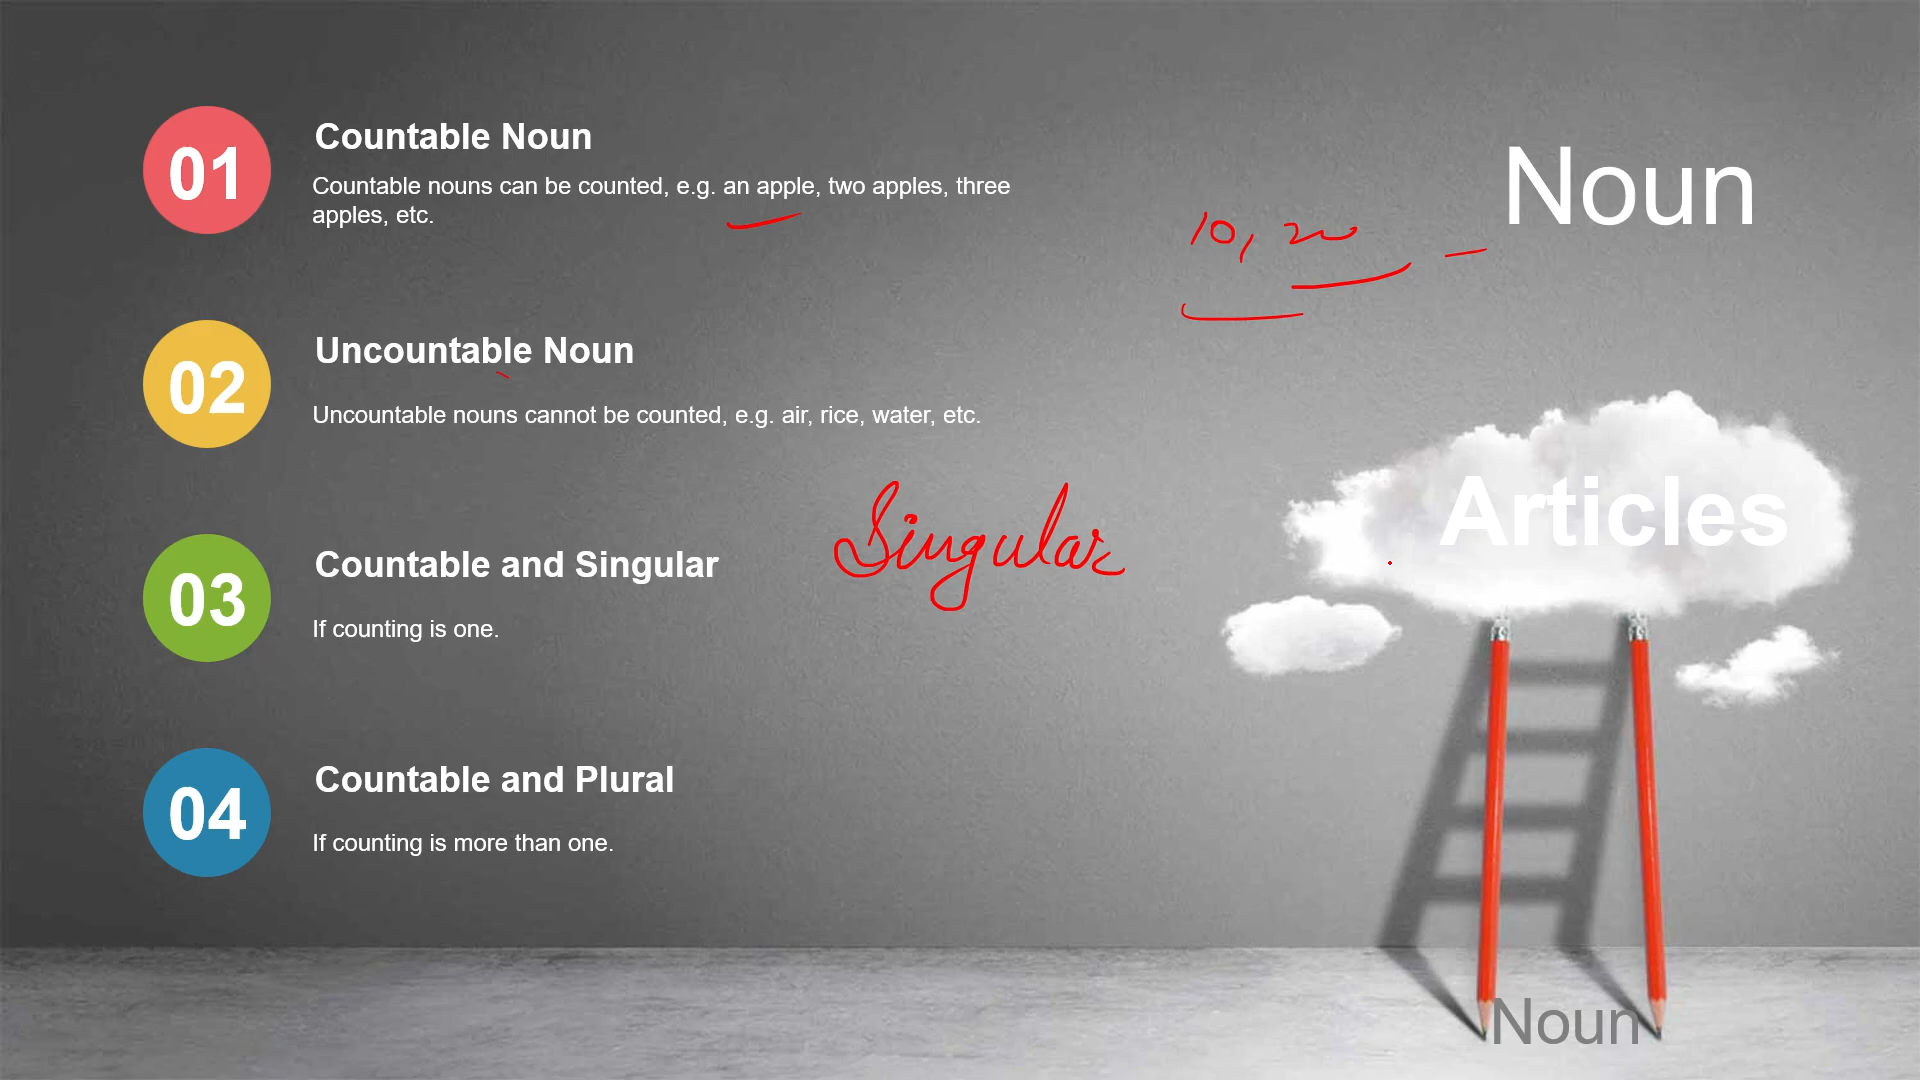 01
Countable Noun
Countable nouns can be counted, e.g. an apple, two apples, three
apples, etc.
Noun
10, 20
02
Uncountable Noun
Uncountable nouns cannot be counted, e.g. air, rice, water, etc.
Articles
Singular
03
Countable and Singular
If counting is one.
04
Countable and Plural
If counting is more than one.
Noun